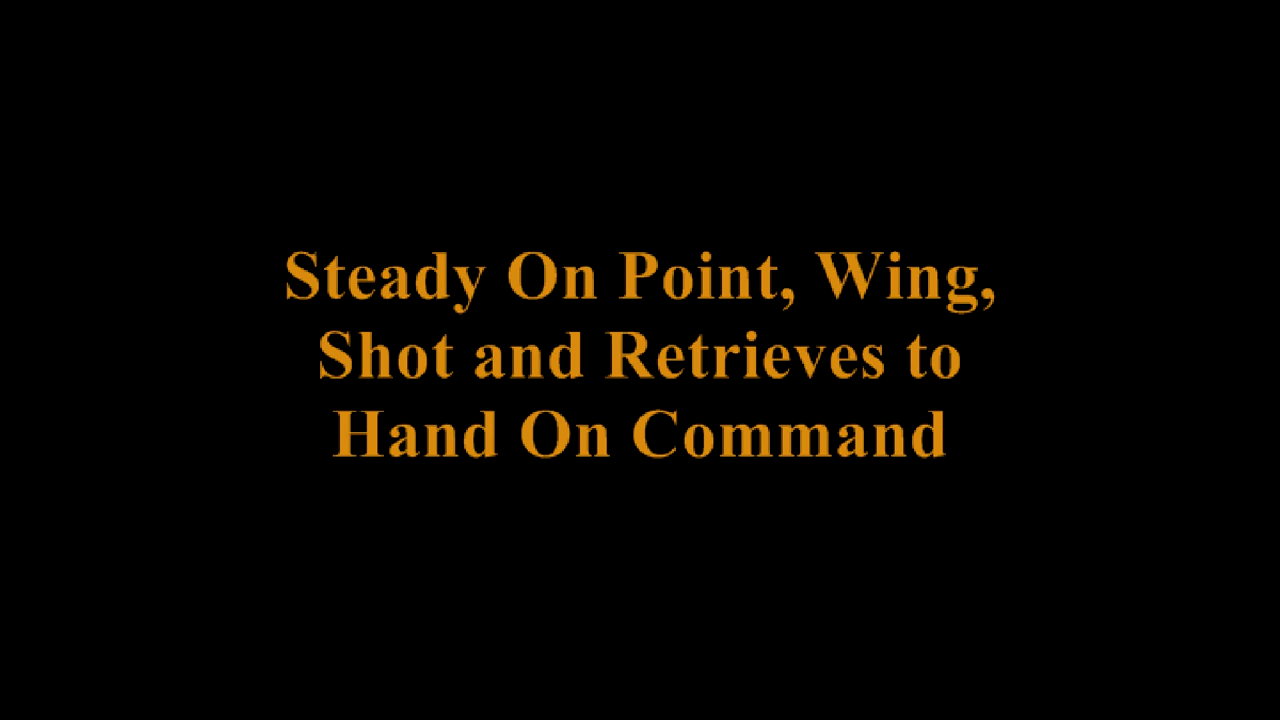 Steady On Point, Wing,
Shot and Retrieves to
Hand On Command